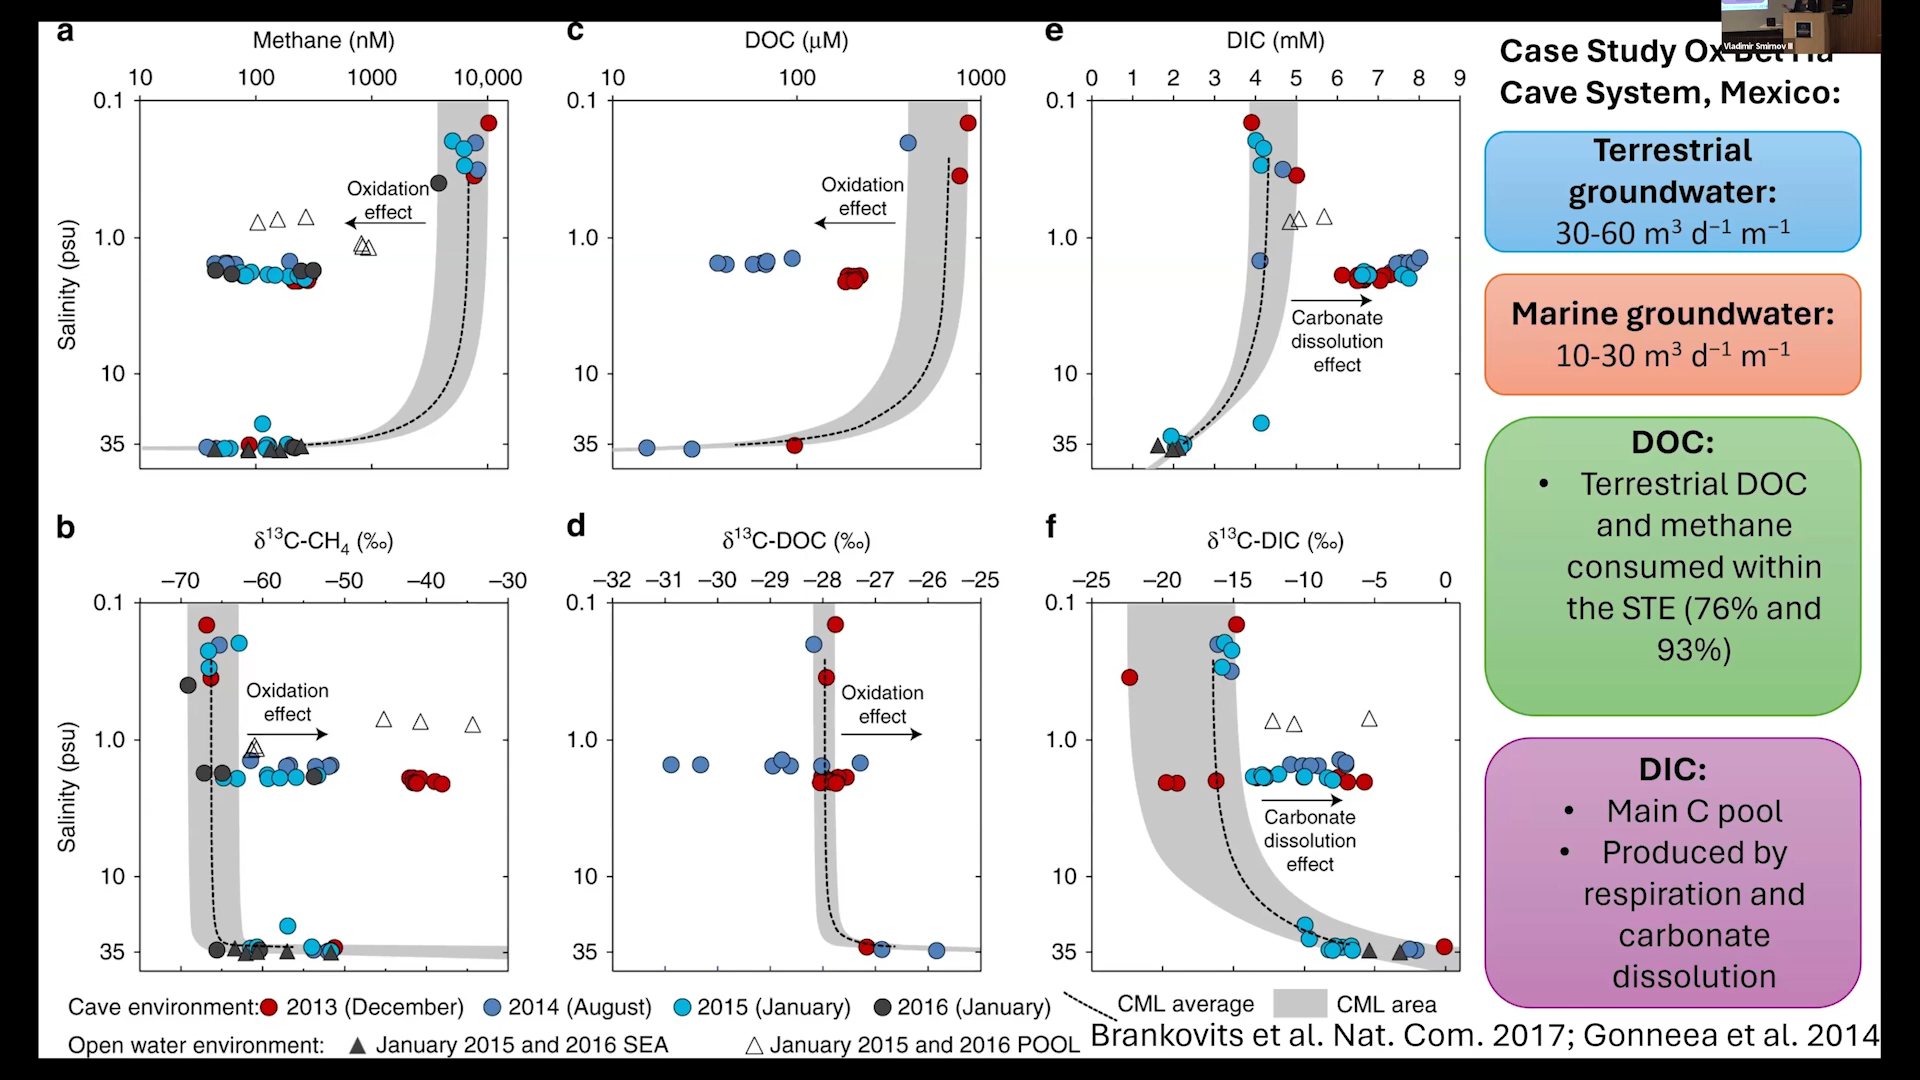 a
Methane (nM)
10 100 1000 10,000
0.1
1.0
10
35
Salinity (psu)
Oxidation
effect
c
DOC (μM)
10 100 1000
0.1
1.0
10
35
Oxidation
effect
e
DIC (mM)
0 1 2 3 4 5 6 7 8 9
0.1
1.0
10
35
Carbonate
dissolution
effect
b
δ¹³C-CH₄ (‰)
–70 –60 –50 –40 –30
0.1
1.0
10
35
Salinity (psu)
Oxidation
effect
d
δ¹³C-DOC (‰)
–32 –31 –30 –29 –28 –27 –26 –25
0.1
1.0
10
35
Oxidation
effect
f
δ¹³C-DIC (‰)
–25 –20 –15 –10 –5 0
0.1
1.0
10
35
Carbonate
dissolution
effect
Cave environment: 2013 (December) 2014 (August) 2015 (January) 2016 (January) CML average CML area
Open water environment: January 2015 and 2016 SEA January 2015 and 2016 POOL
Vladimir Smirnov II
Case Study Ox Bel Ha
Cave System, Mexico:
Terrestrial
groundwater:
30-60 m³ d⁻¹ m⁻¹
Marine groundwater:
10-30 m³ d⁻¹ m⁻¹
DOC:
• Terrestrial DOC
and methane
consumed within
the STE (76% and
93%)
DIC:
• Main C pool
• Produced by
respiration and
carbonate
dissolution
Brankovits et al. Nat. Com. 2017; Gonneea et al. 2014